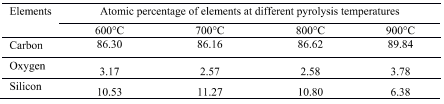 Elements Atomic percentage of elements at different pyrolysis temperatures
600°C 700°C 800°C 900°C
Carbon 86.30 86.16 86.62 89.84
Oxygen 3.17 2.57 2.58 3.78
Silicon 10.53 11.27 10.80 6.38